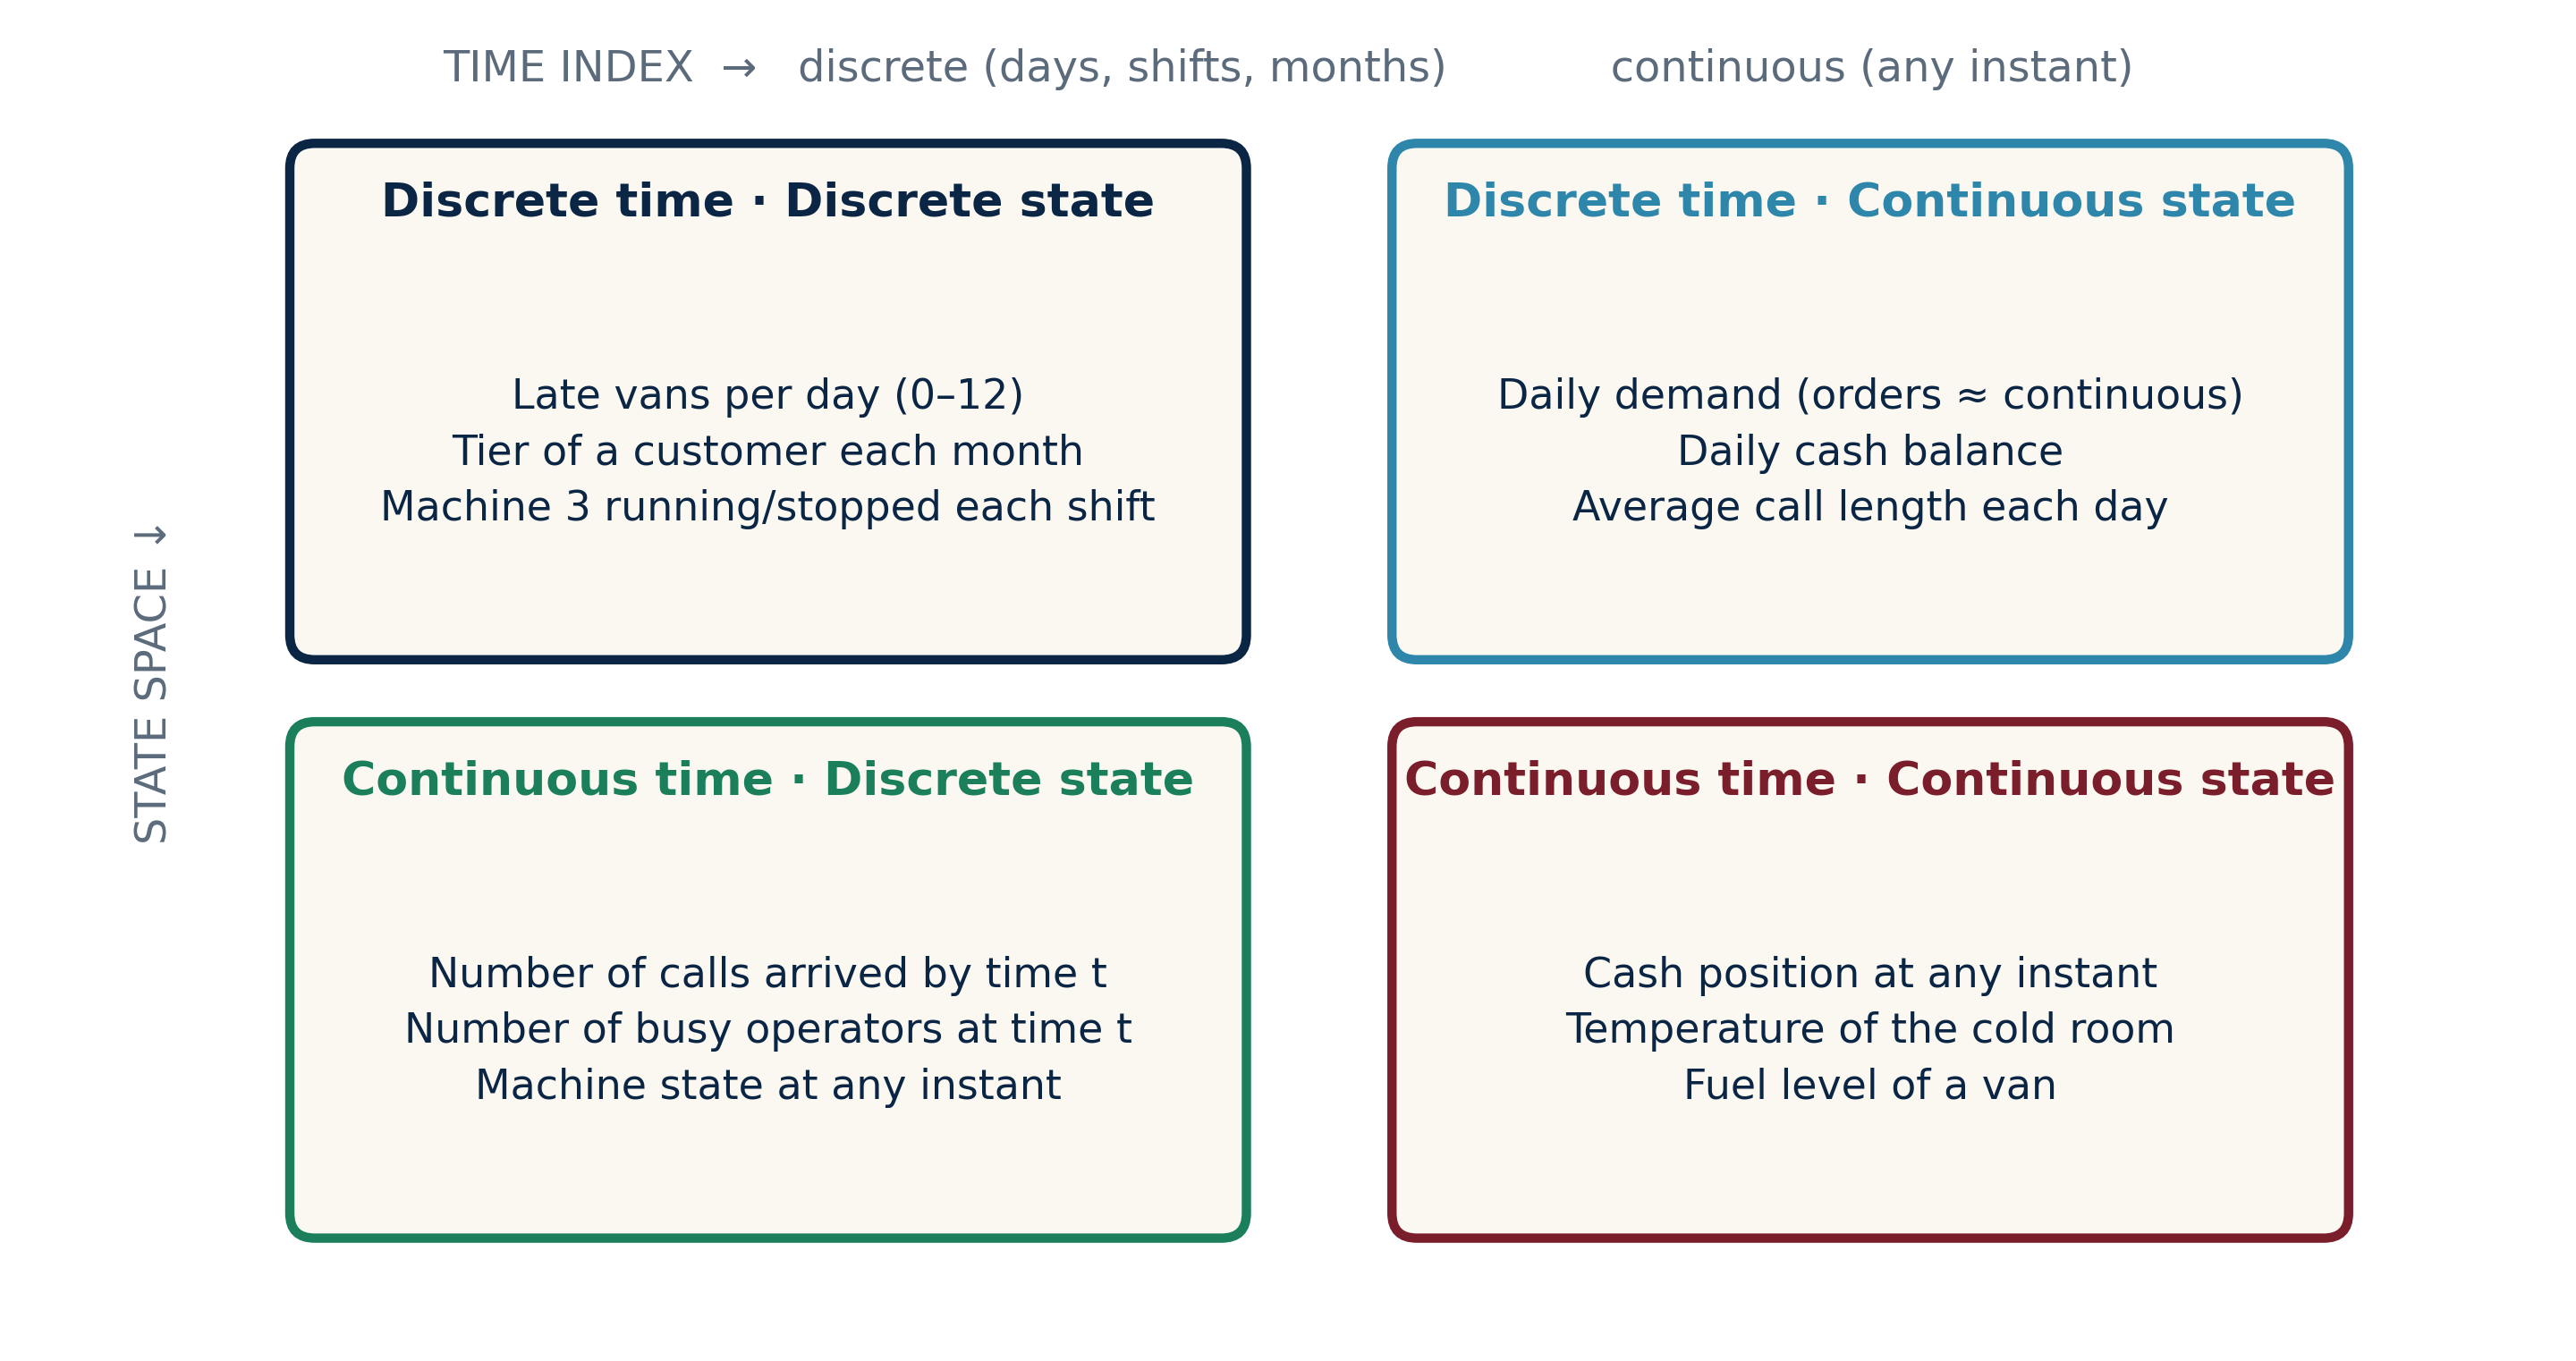 TIME INDEX → discrete (days, shifts, months) continuous (any instant)
STATE SPACE →
Discrete time · Discrete state
Late vans per day (0–12)
Tier of a customer each month
Machine 3 running/stopped each shift
Discrete time · Continuous state
Daily demand (orders ≈ continuous)
Daily cash balance
Average call length each day
Continuous time · Discrete state
Number of calls arrived by time t
Number of busy operators at time t
Machine state at any instant
Continuous time · Continuous state
Cash position at any instant
Temperature of the cold room
Fuel level of a van